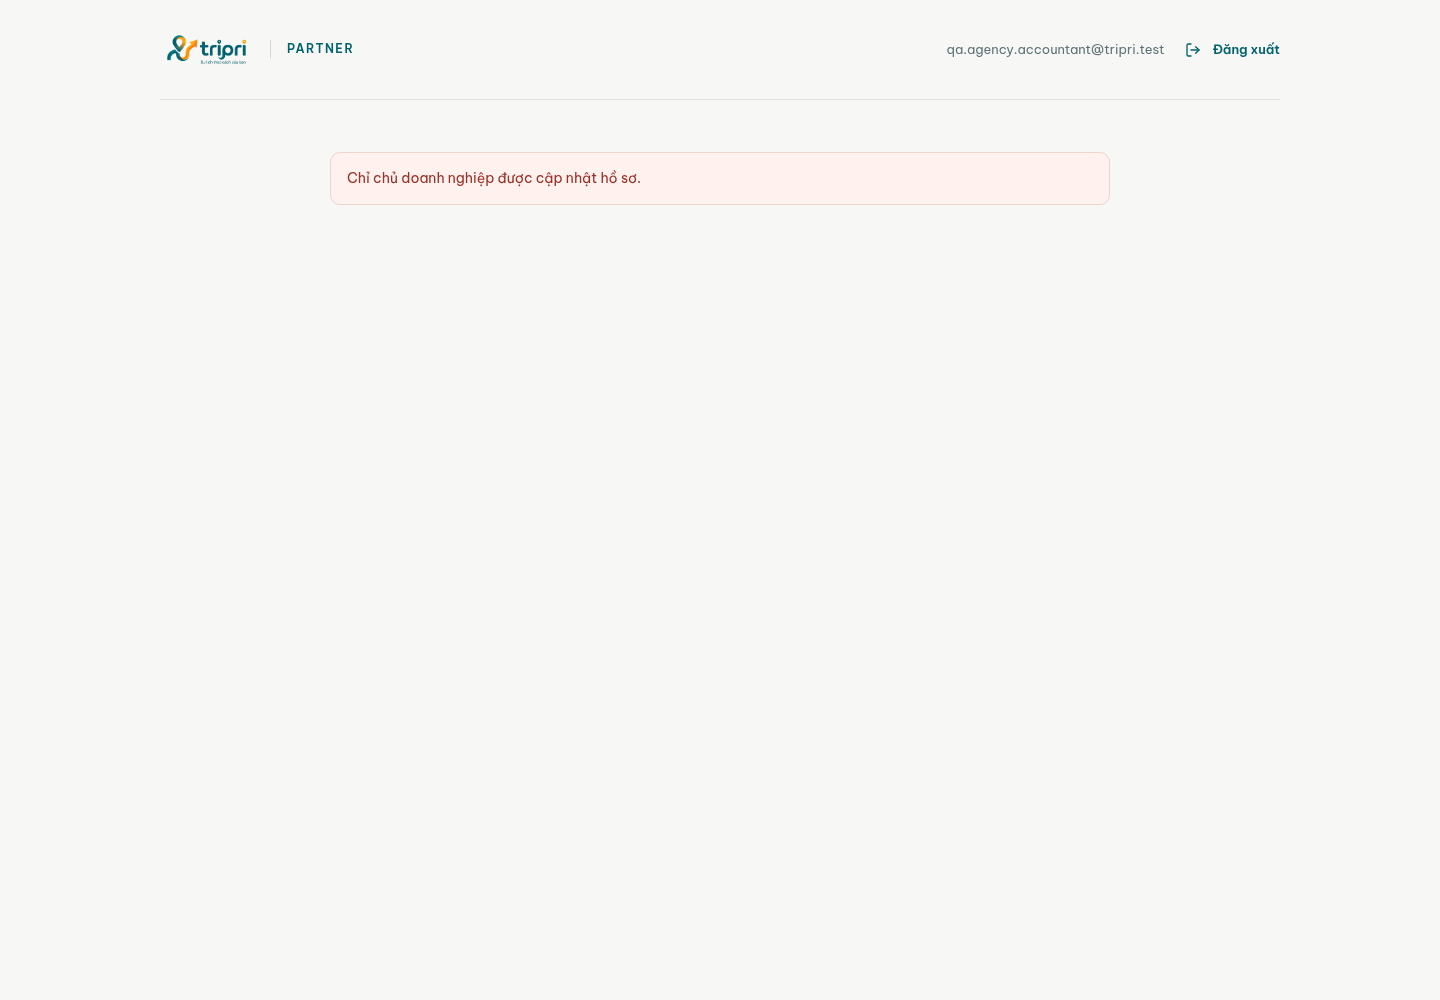 tripri
PARTNER
qa.agency.accountant@tripri.test
Đăng xuất
Chỉ chủ doanh nghiệp được cập nhật hồ sơ.